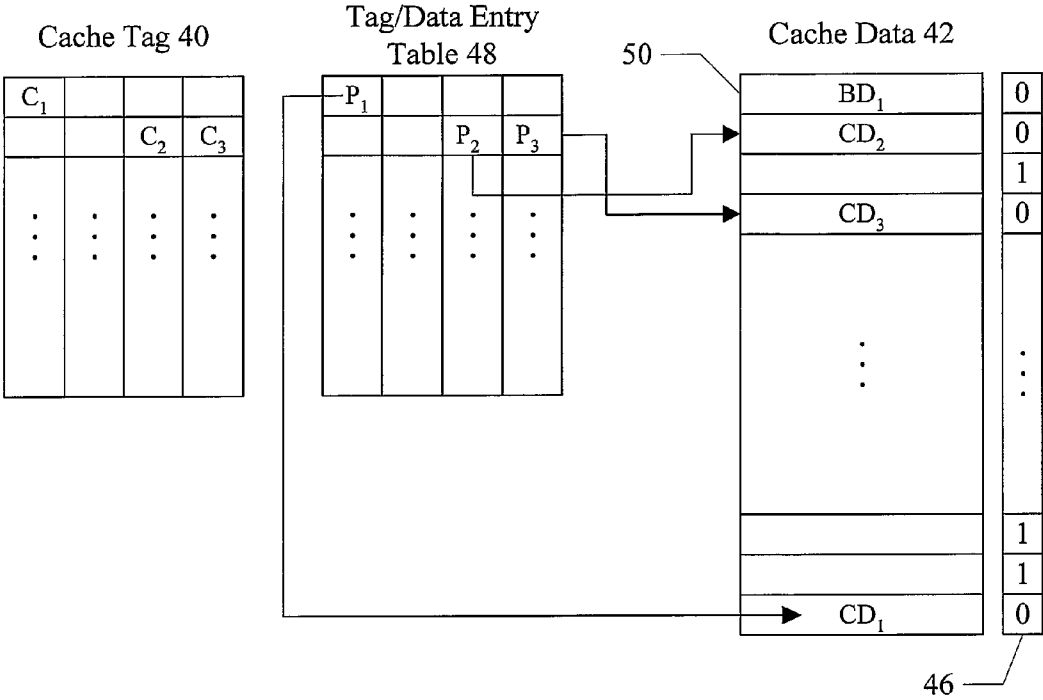 Cache Tag 40
Tag/Data Entry
Table 48
Cache Data 42
50
C1
P1
BD1
0
C2 C3
P2 P3
CD2
0
1
CD3
0
1
1
CD1
0
46